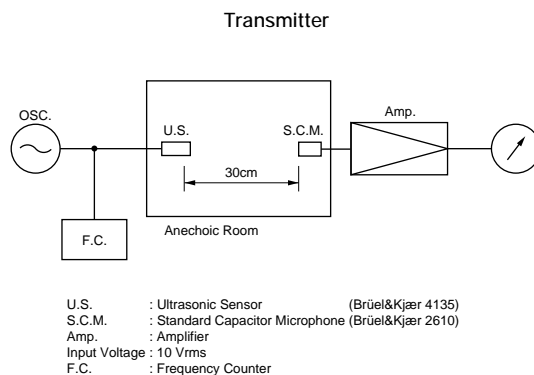 Transmitter
OSC.
U.S.
S.C.M.
Amp.
30cm
F.C.
Anechoic Room
U.S. : Ultrasonic Sensor (Brüel&Kjær 4135)
S.C.M. : Standard Capacitor Microphone (Brüel&Kjær 2610)
Amp. : Amplifier
Input Voltage : 10 Vrms
F.C. : Frequency Counter